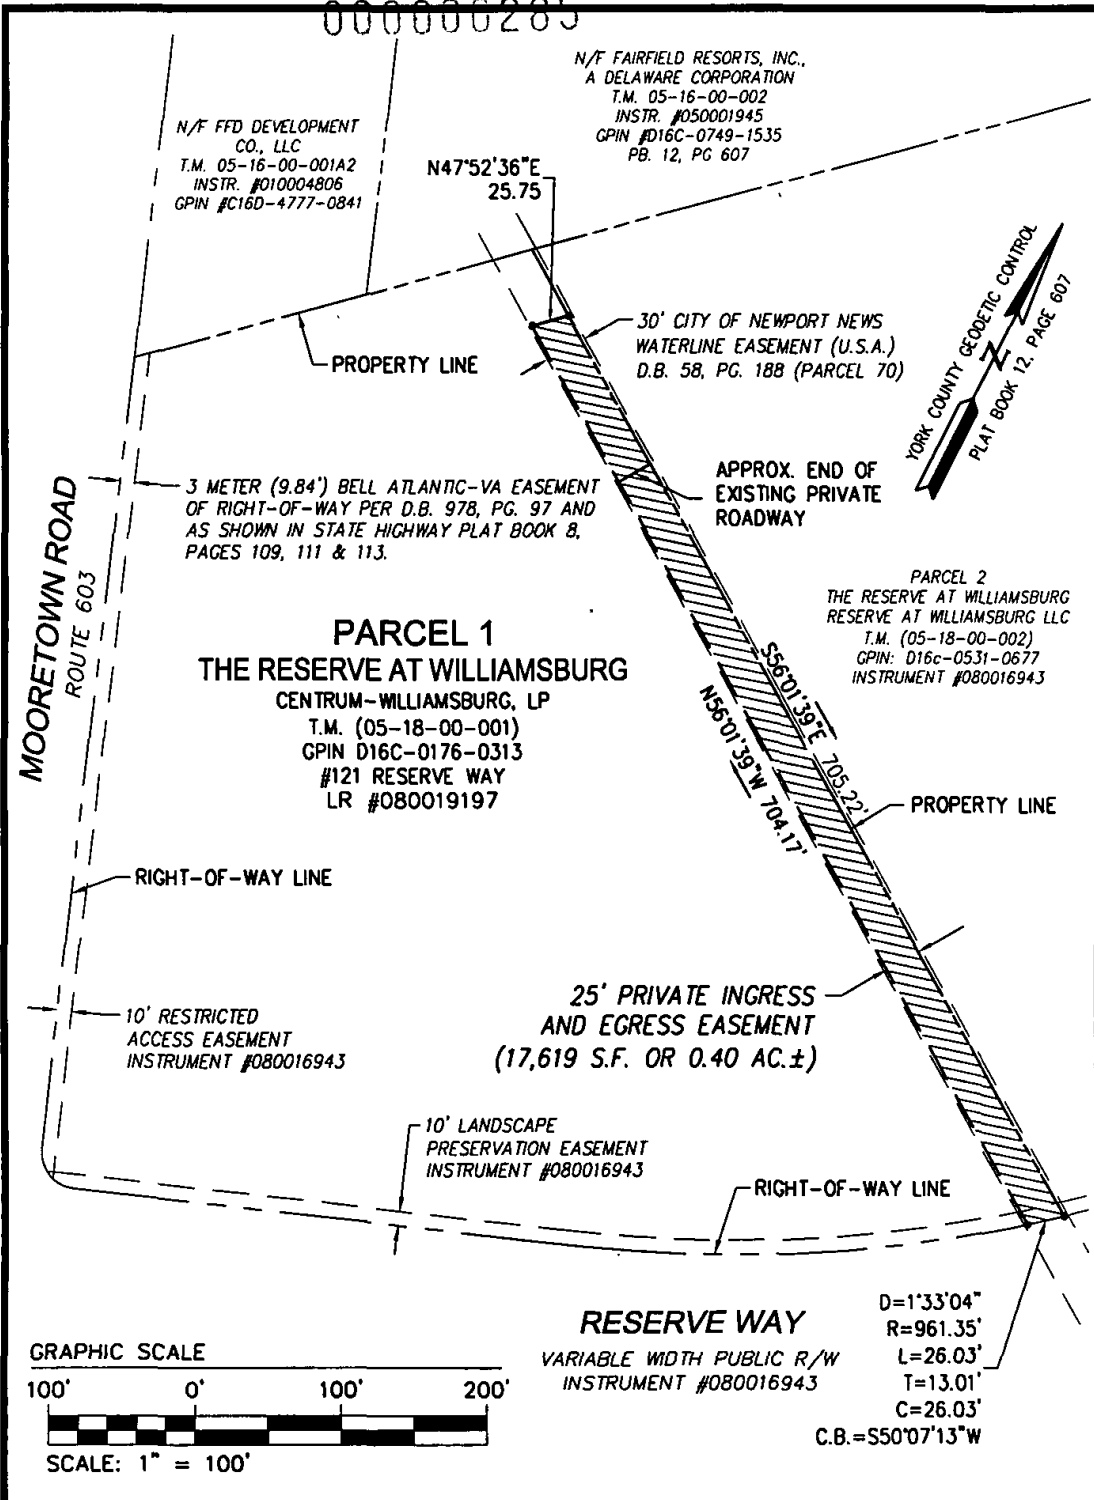 000006285
N/F FAIRFIELD RESORTS, INC.,
A DELAWARE CORPORATION
T.M. 05-16-00-002
INSTR. #050001945
GPIN #D16C-0749-1535
PB. 12, PG 607
N/F FFD DEVELOPMENT
CO., LLC
T.M. 05-16-00-001A2
INSTR. #010004806
GPIN #C16D-4777-0841
N47°52'36"E
25.75
YORK COUNTY GEODETIC CONTROL
N
PLAT BOOK 12, PAGE 607
30' CITY OF NEWPORT NEWS
WATERLINE EASEMENT (U.S.A.)
D.B. 58, PG. 188 (PARCEL 70)
PROPERTY LINE
APPROX. END OF
EXISTING PRIVATE
ROADWAY
3 METER (9.84') BELL ATLANTIC-VA EASEMENT
OF RIGHT-OF-WAY PER D.B. 978, PG. 97 AND
AS SHOWN IN STATE HIGHWAY PLAT BOOK 8,
PAGES 109, 111 & 113.
MOORETOWN ROAD
ROUTE 603
PARCEL 2
THE RESERVE AT WILLIAMSBURG
RESERVE AT WILLIAMSBURG LLC
T.M. (05-18-00-002)
GPIN: D16c-0531-0677
INSTRUMENT #080016943
PARCEL 1
THE RESERVE AT WILLIAMSBURG
CENTRUM-WILLIAMSBURG, LP
T.M. (05-18-00-001)
GPIN D16C-0176-0313
#121 RESERVE WAY
LR #080019197
S56°01'39"E 705.22'
N56°01'39"W 704.17'
PROPERTY LINE
RIGHT-OF-WAY LINE
25' PRIVATE INGRESS
AND EGRESS EASEMENT
(17,619 S.F. OR 0.40 AC.±)
10' RESTRICTED
ACCESS EASEMENT
INSTRUMENT #080016943
10' LANDSCAPE
PRESERVATION EASEMENT
INSTRUMENT #080016943
RIGHT-OF-WAY LINE
RESERVE WAY
VARIABLE WIDTH PUBLIC R/W
INSTRUMENT #080016943
D=1°33'04"
R=961.35'
L=26.03'
T=13.01'
C=26.03'
C.B.=S50°07'13"W
GRAPHIC SCALE
100' 0' 100' 200'
SCALE: 1" = 100'